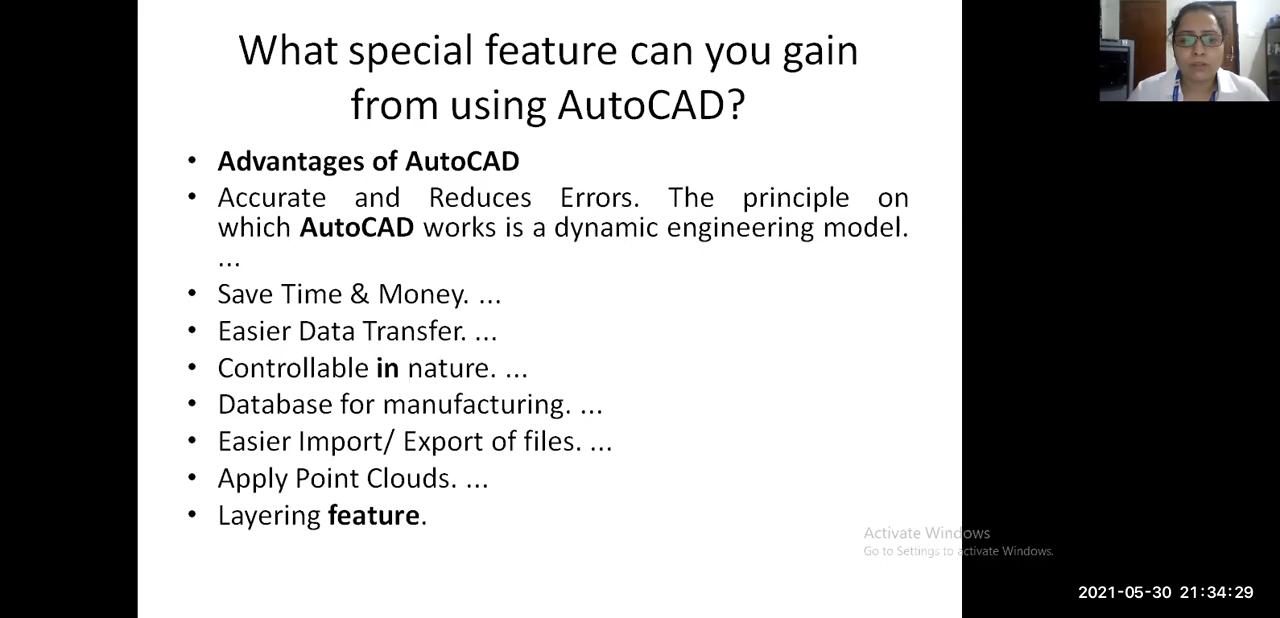 What special feature can you gain
from using AutoCAD?
• Advantages of AutoCAD
• Accurate and Reduces Errors. The principle on
which AutoCAD works is a dynamic engineering model.
...
• Save Time & Money. ...
• Easier Data Transfer. ...
• Controllable in nature. ...
• Database for manufacturing. ...
• Easier Import/ Export of files. ...
• Apply Point Clouds. ...
• Layering feature.
Activate Windows
Go to Settings to activate Windows.
2021-05-30 21:34:29